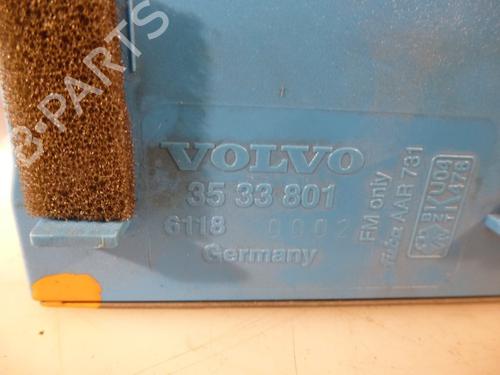 B-PARTS
VOLVO
35 33 801
6118 0002
Germany
FM only
AAR 731